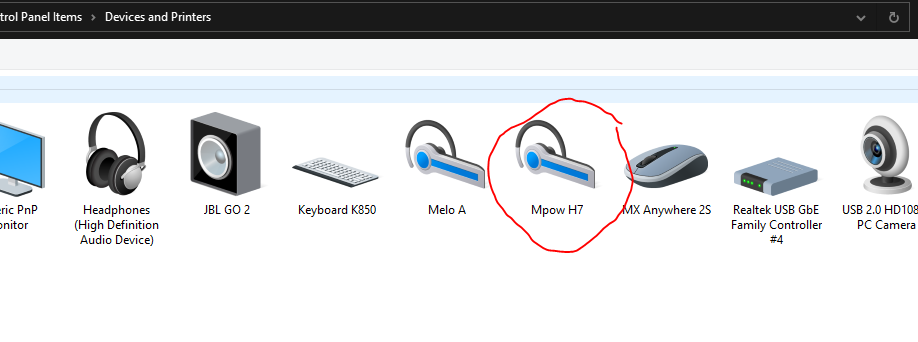 trol Panel Items > Devices and Printers
eric PnP
onitor
Headphones
(High Definition
Audio Device)
JBL GO 2
Keyboard K850
Melo A
Mpow H7
MX Anywhere 2S
Realtek USB GbE
Family Controller
#4
USB 2.0 HD108
PC Camera